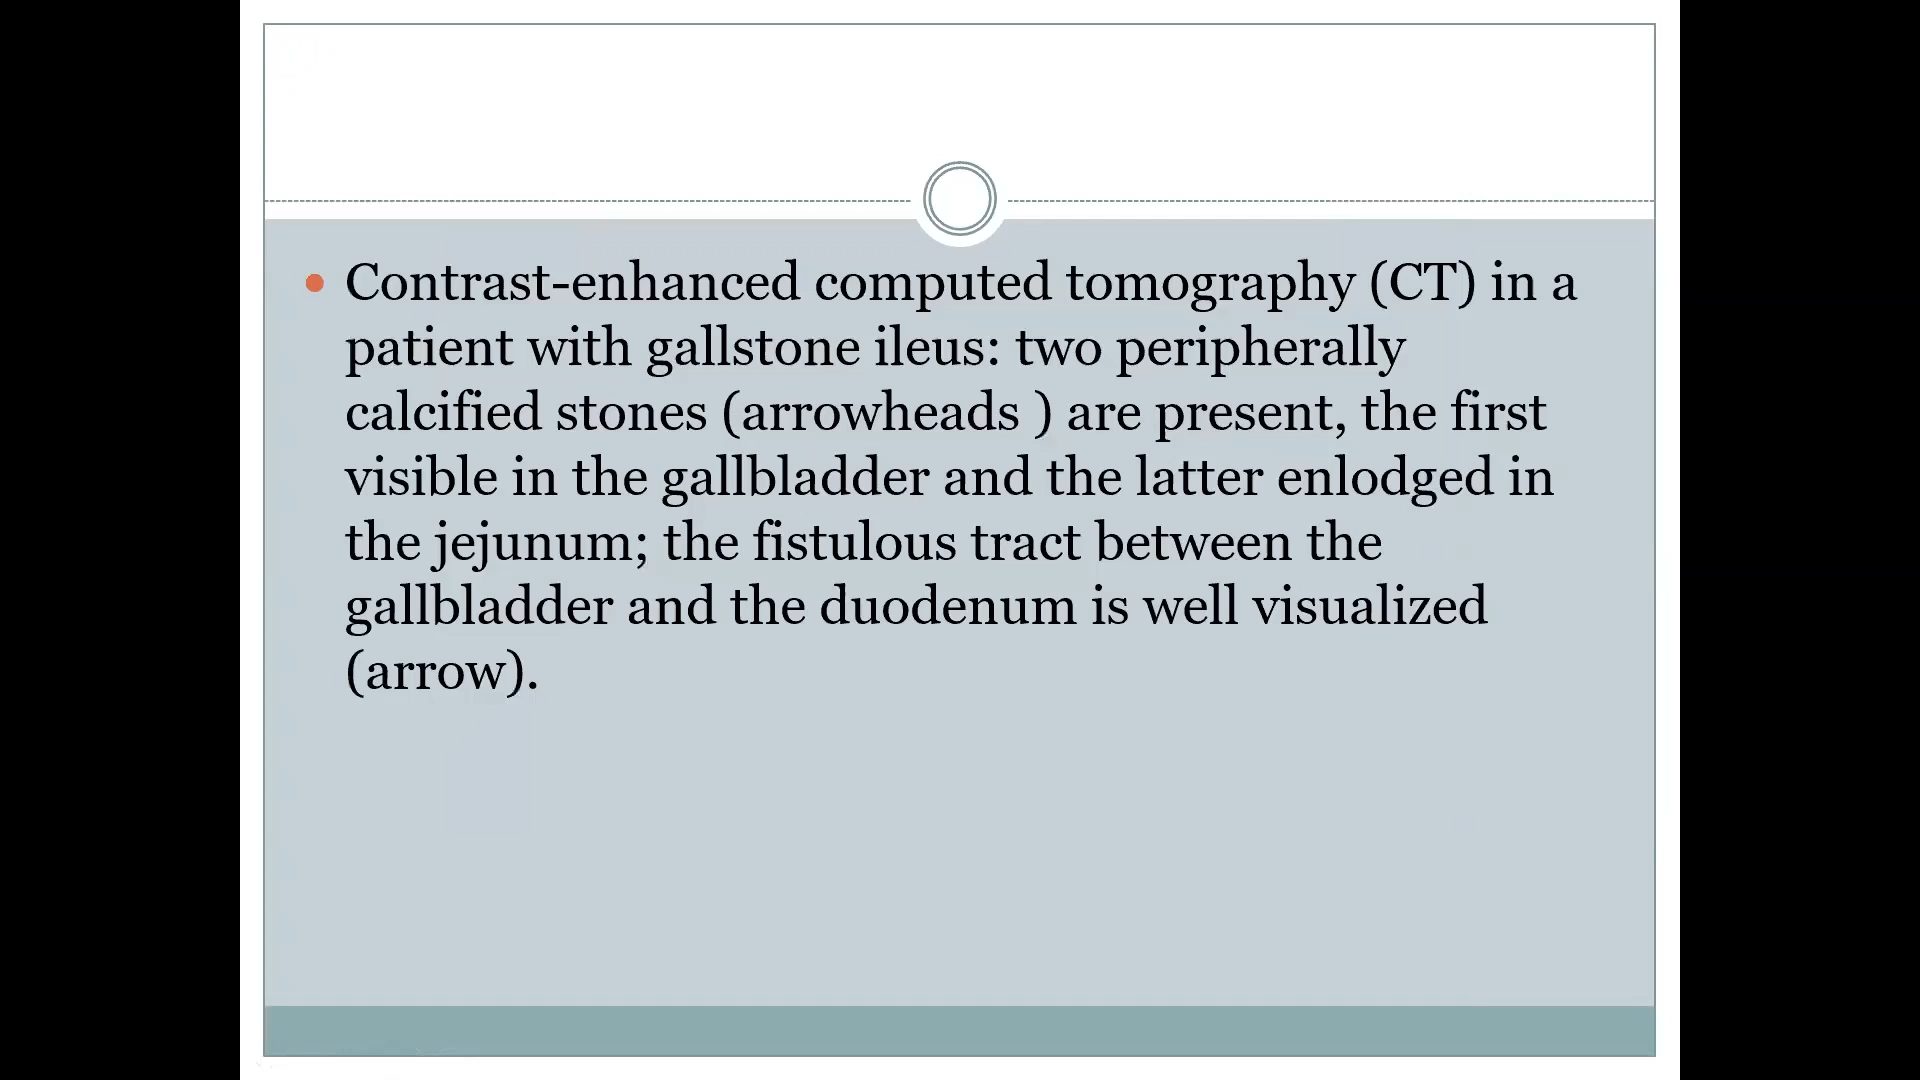 Contrast-enhanced computed tomography (CT) in a
patient with gallstone ileus: two peripherally
calcified stones (arrowheads ) are present, the first
visible in the gallbladder and the latter enlodged in
the jejunum; the fistulous tract between the
gallbladder and the duodenum is well visualized
(arrow).